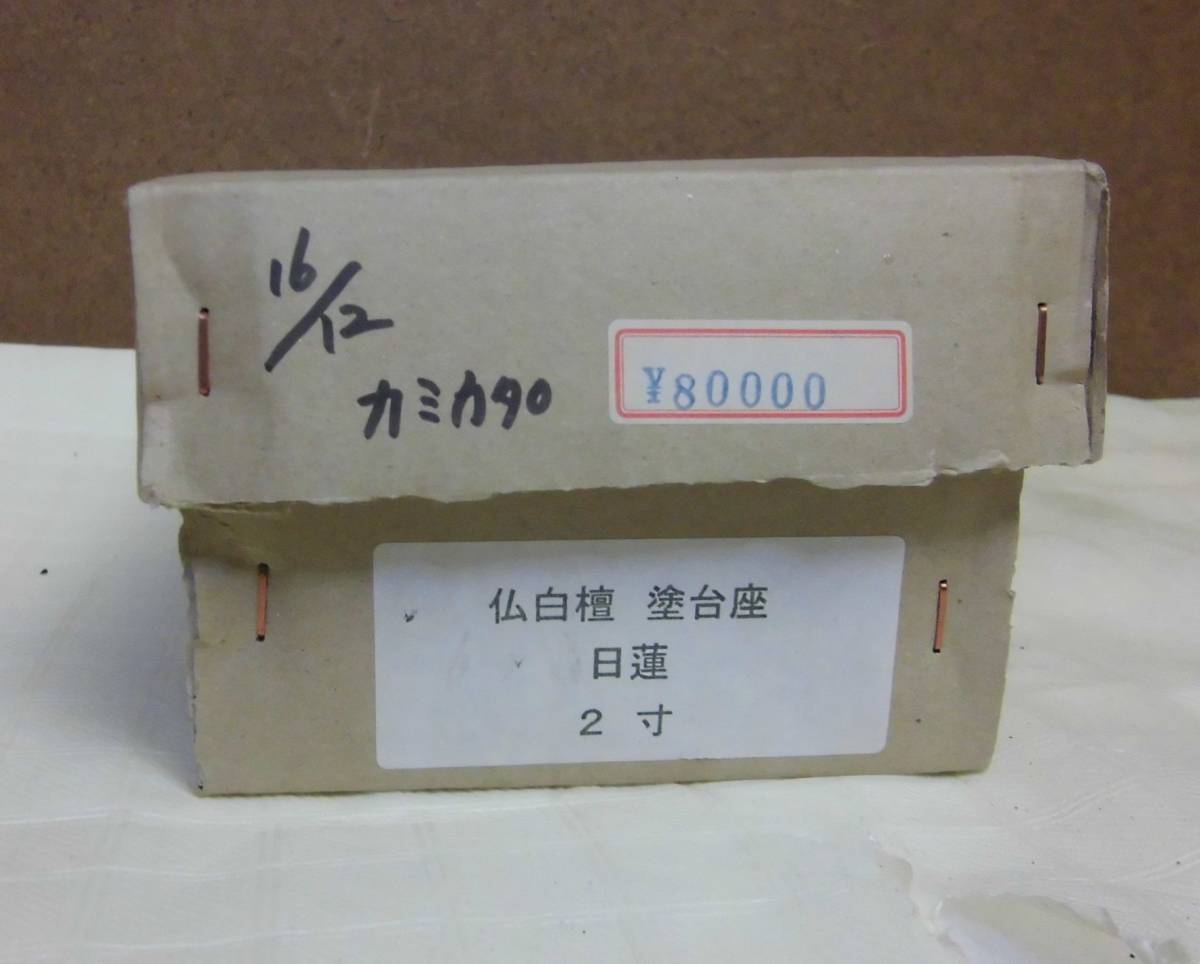 16/12
カミカタ0
¥80000
仏白檀 塗台座
日蓮
2 寸